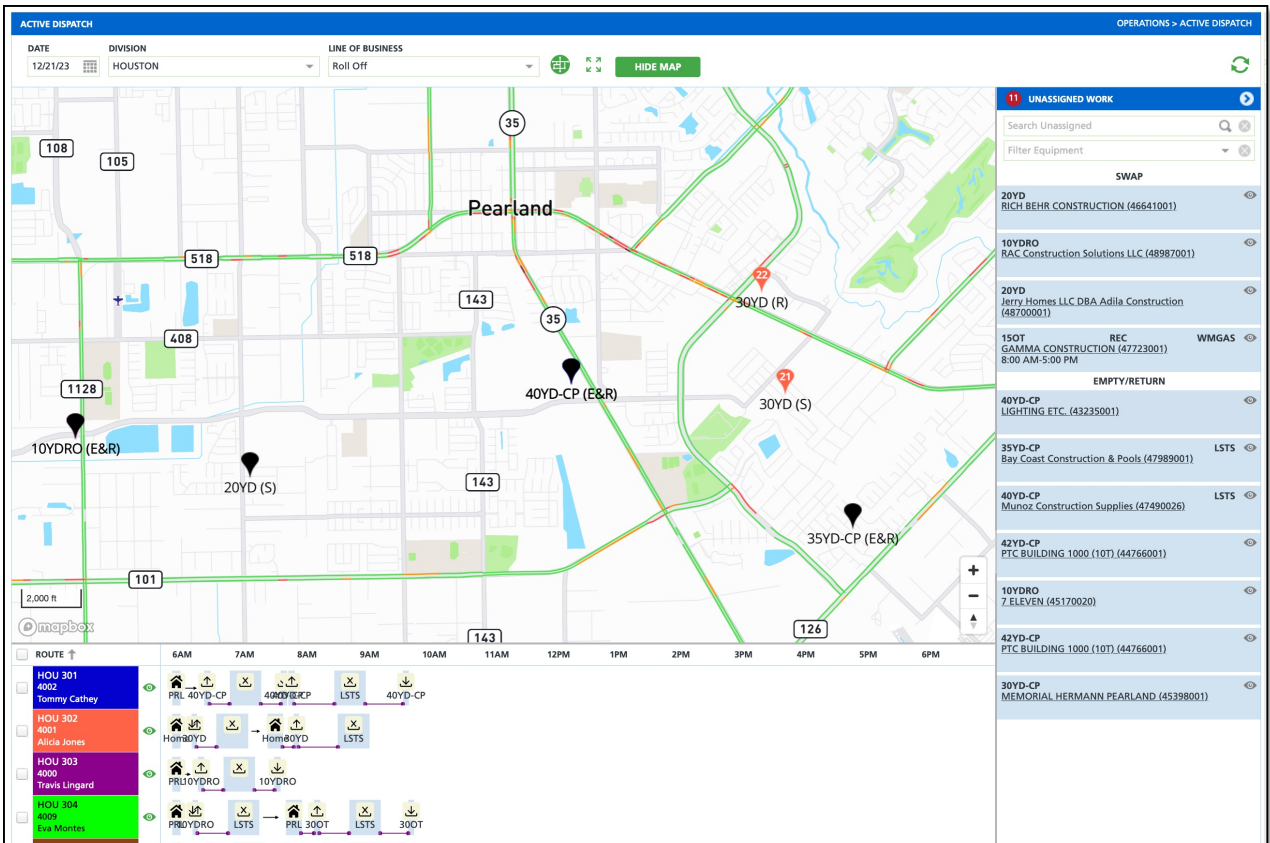 ACTIVE DISPATCH
OPERATIONS > ACTIVE DISPATCH
DATE
DIVISION
LINE OF BUSINESS
12/21/23
HOUSTON
Roll Off
HIDE MAP
108
105
35
Pearland
518
518
143
35
408
1128
143
101
126
143
22
30YD (R)
21
30YD (S)
40YD-CP (E&R)
10YDRO (E&R)
20YD (S)
35YD-CP (E&R)
2,000 ft
mapbox
11 UNASSIGNED WORK
Search Unassigned
Filter Equipment
SWAP
20YD
RICH BEHR CONSTRUCTION (46641001)
10YDRO
RAC Construction Solutions LLC (48987001)
20YD
Jerry Homes LLC DBA Adila Construction
(48700001)
15OT REC WMGAS
GAMMA CONSTRUCTION (47723001)
8:00 AM-5:00 PM
EMPTY/RETURN
40YD-CP
LIGHTING ETC. (43235001)
35YD-CP LSTS
Bay Coast Construction & Pools (47989001)
40YD-CP LSTS
Munoz Construction Supplies (47490026)
42YD-CP
PTC BUILDING 1000 (10T) (44766001)
10YDRO
7 ELEVEN (45170020)
42YD-CP
PTC BUILDING 1000 (10T) (44766001)
30YD-CP
MEMORIAL HERMANN PEARLAND (45398001)
ROUTE 6AM 7AM 8AM 9AM 10AM 11AM 12PM 1PM 2PM 3PM 4PM 5PM 6PM
HOU 301
4002
Tommy Cathey
PRL 40YD-CP LSTS 40YD-CP
HOU 302
4001
Alicia Jones
Home 30YD Home 30YD LSTS
HOU 303
4000
Travis Lingard
PRL 10YDRO 10YDRO
HOU 304
4009
Eva Montes
PRL 10YDRO LSTS PRL 30OT LSTS 30OT